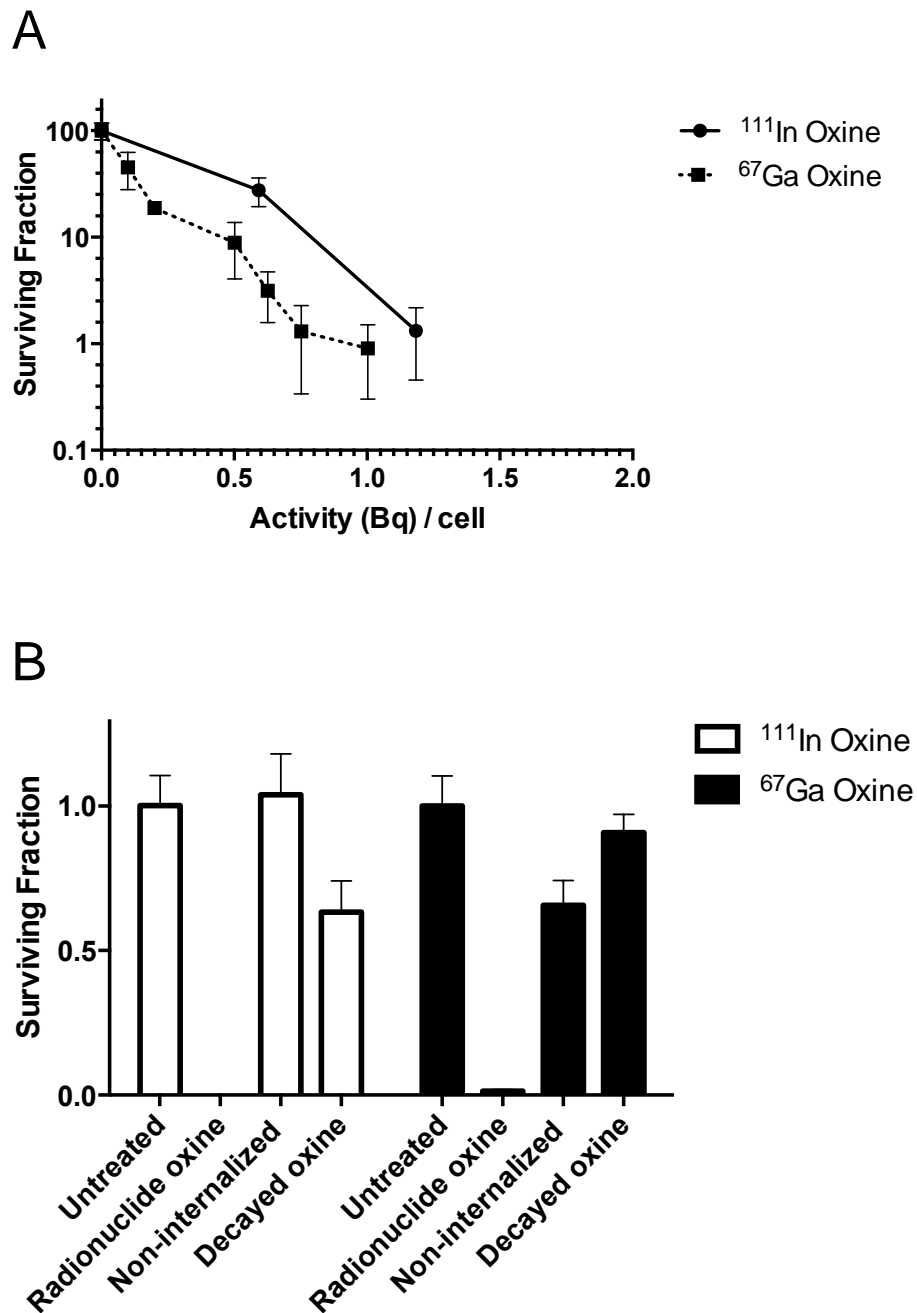 A
100
10
1
0.1
Surviving Fraction
0.0 0.5 1.0 2.0
Activity (Bq) / cell
¹¹¹In Oxine
⁶⁷Ga Oxine
B
1.0
0.5
0.0
Surviving Fraction
Untreated
Radionuclide oxine
Non-internalized
Decayed oxine
Untreated
Radionuclide oxine
Non-internalized
Decayed oxine
¹¹¹In Oxine
⁶⁷Ga Oxine